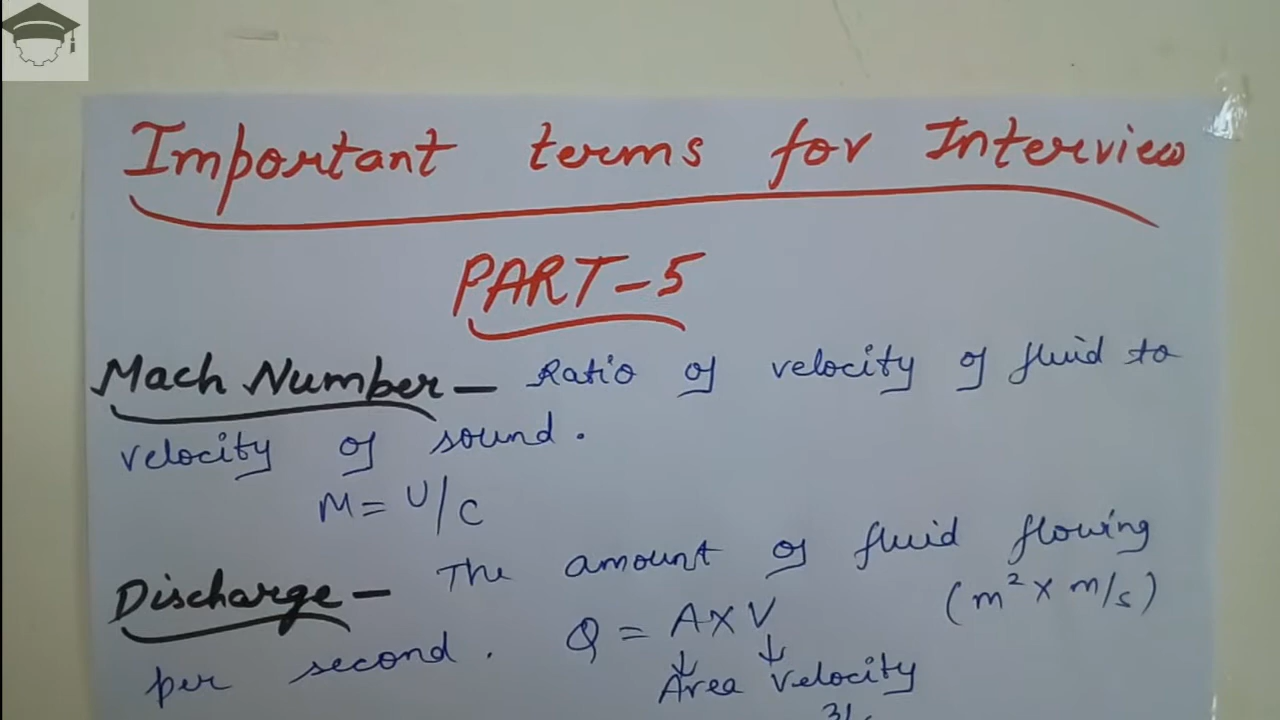 Important terms for Interview
PART-5
Mach Number - Ratio of velocity of fluid to
velocity of sound.
M = U/C
Discharge - The amount of fluid flowing
per second. Q = A x V (m² x m/s)
↓ ↓
Area Velocity